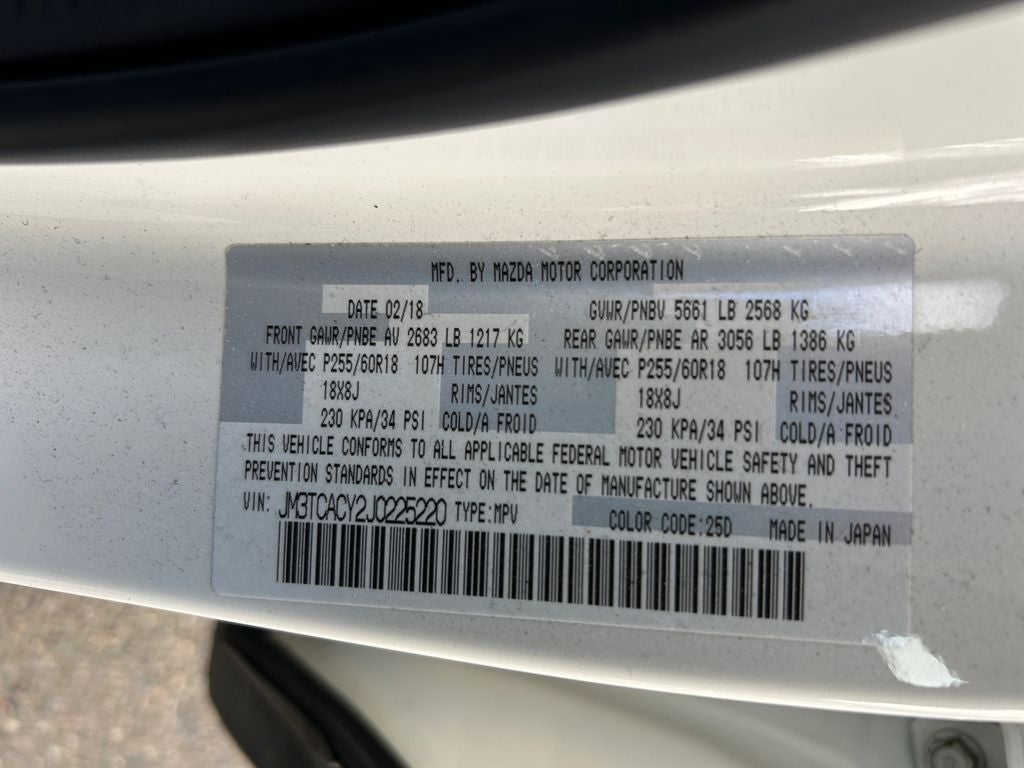 MFD. BY MAZDA MOTOR CORPORATION
DATE 02/18 GVWR/PNBV 5661 LB 2568 KG
FRONT GAWR/PNBE AV 2683 LB 1217 KG REAR GAWR/PNBE AR 3056 LB 1386 KG
WITH/AVEC P255/60R18 107H TIRES/PNEUS WITH/AVEC P255/60R18 107H TIRES/PNEUS
18X8J RIMS/JANTES 18X8J RIMS/JANTES
230 KPA/34 PSI COLD/A FROID 230 KPA/34 PSI COLD/A FROID
THIS VEHICLE CONFORMS TO ALL APPLICABLE FEDERAL MOTOR VEHICLE SAFETY AND THEFT
PREVENTION STANDARDS IN EFFECT ON THE DATE OF MANUFACTURE SHOWN ABOVE.
VIN: JM3TCACY2J0225220 TYPE:MPV COLOR CODE:25D MADE IN JAPAN